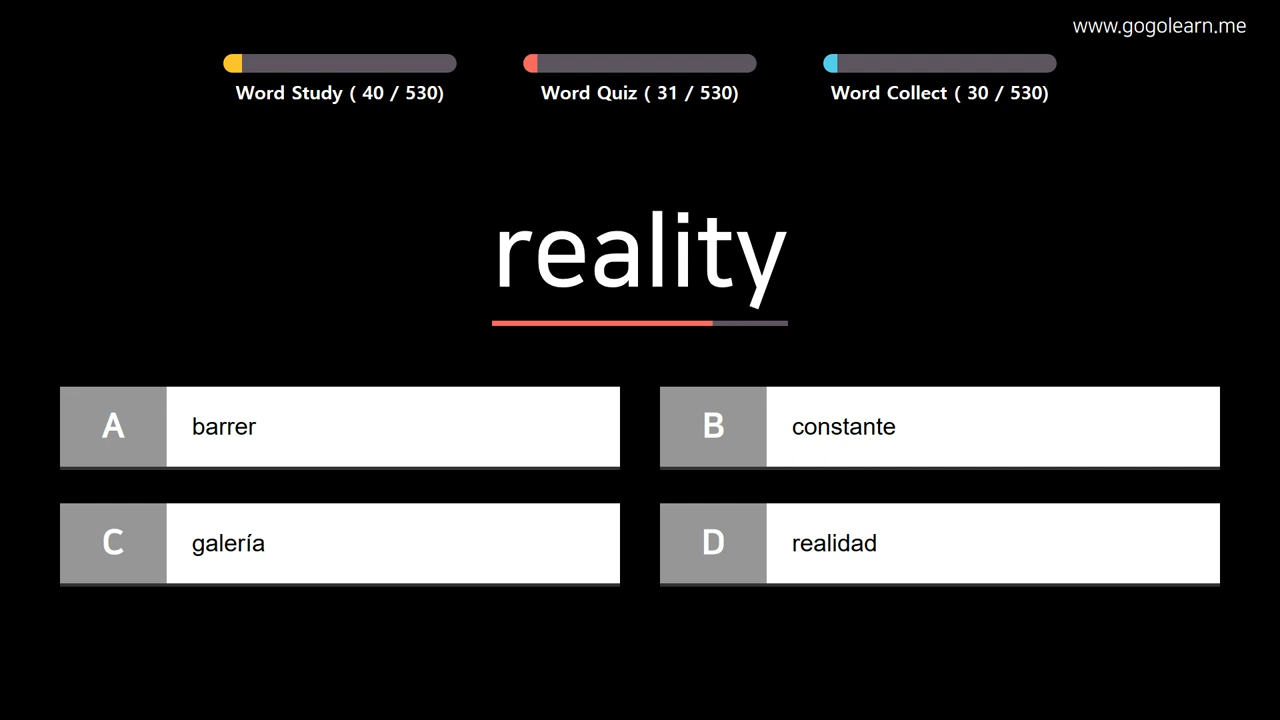 www.gogolearn.me
Word Study ( 40 / 530)
Word Quiz ( 31 / 530)
Word Collect ( 30 / 530)
reality
A barrer
B constante
C galería
D realidad